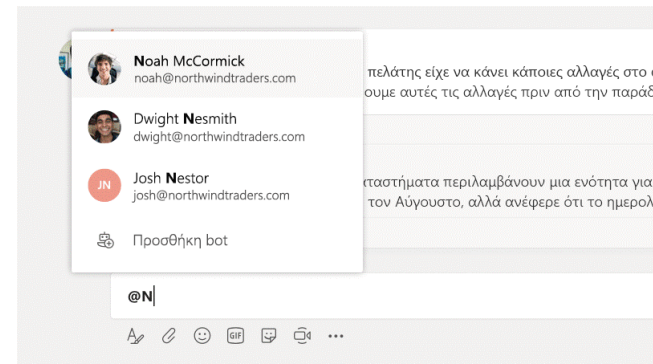 Noah McCormick
noah@northwindtraders.com
πελάτης είχε να κάνει κάποιες αλλαγές στο
Dwight Nesmith
ουμε αυτές τις αλλαγές πριν από την παράδ
dwight@northwindtraders.com
JN
Josh Nestor
josh@northwindtraders.com
αταστήματα περιλαμβάνουν μια ενότητα για
τον Αύγουστο, αλλά ανέφερε ότι το ημερολ
Προσθήκη bot
@N
GIF